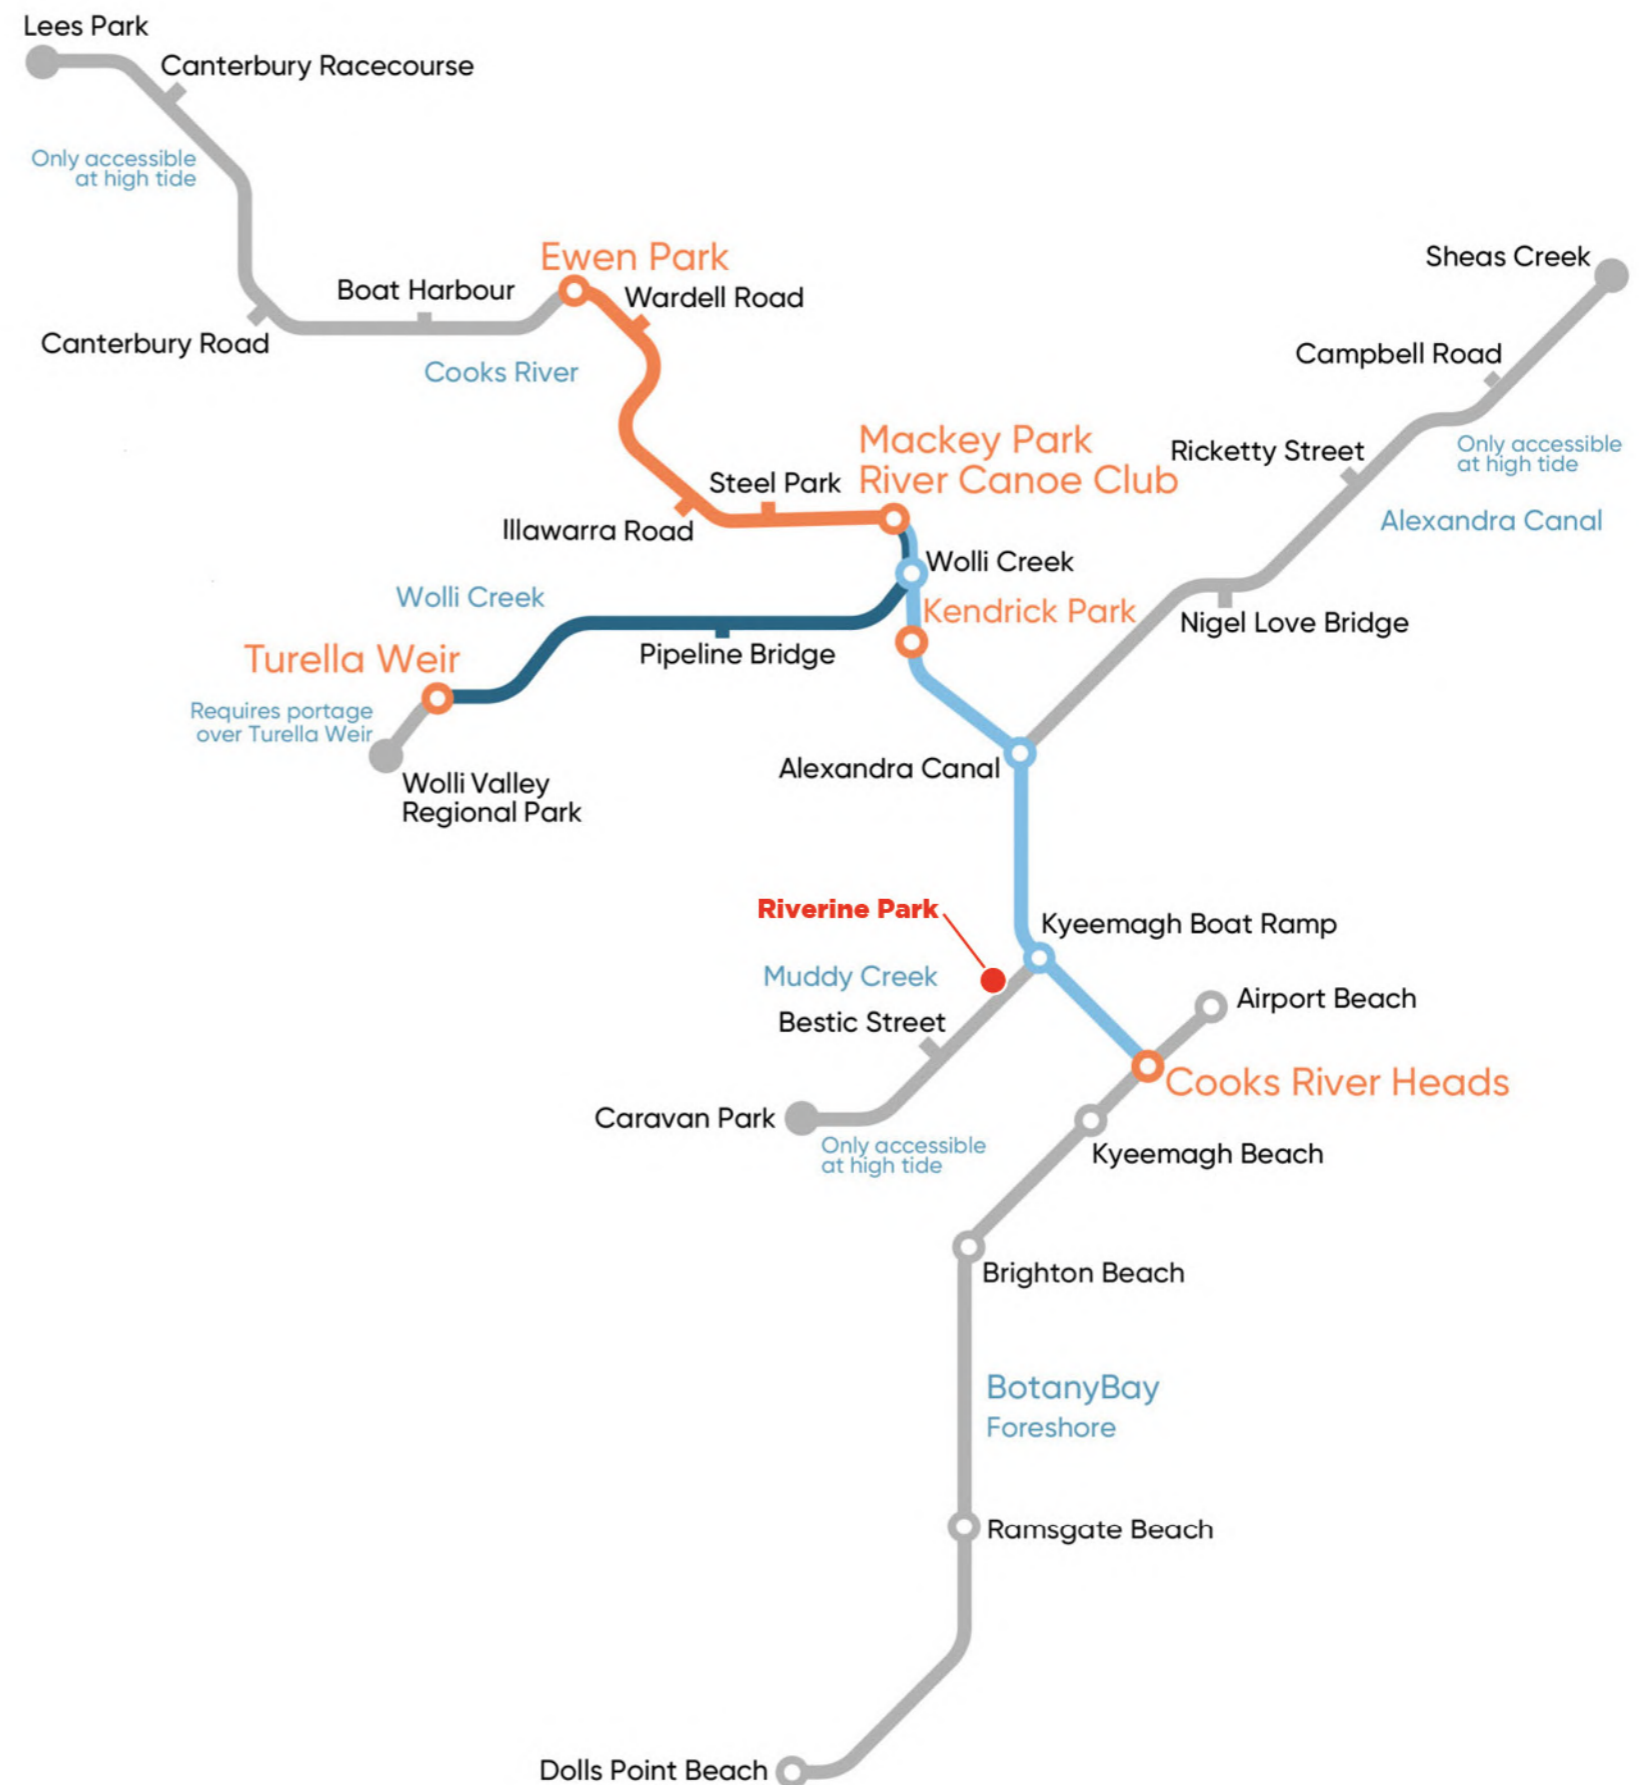 Lees Park
Canterbury Racecourse
Only accessible
at high tide
Ewen Park
Sheas Creek
Boat Harbour
Wardell Road
Canterbury Road
Campbell Road
Cooks River
Mackey Park
River Canoe Club
Ricketty Street
Only accessible
at high tide
Steel Park
Illawarra Road
Alexandra Canal
Wolli Creek
Wolli Creek
Kendrick Park
Nigel Love Bridge
Turella Weir
Pipeline Bridge
Requires portage
over Turella Weir
Wolli Valley
Regional Park
Alexandra Canal
Riverine Park
Kyeemagh Boat Ramp
Muddy Creek
Airport Beach
Bestic Street
Cooks River Heads
Caravan Park
Only accessible
at high tide
Kyeemagh Beach
Brighton Beach
BotanyBay
Foreshore
Ramsgate Beach
Dolls Point Beach